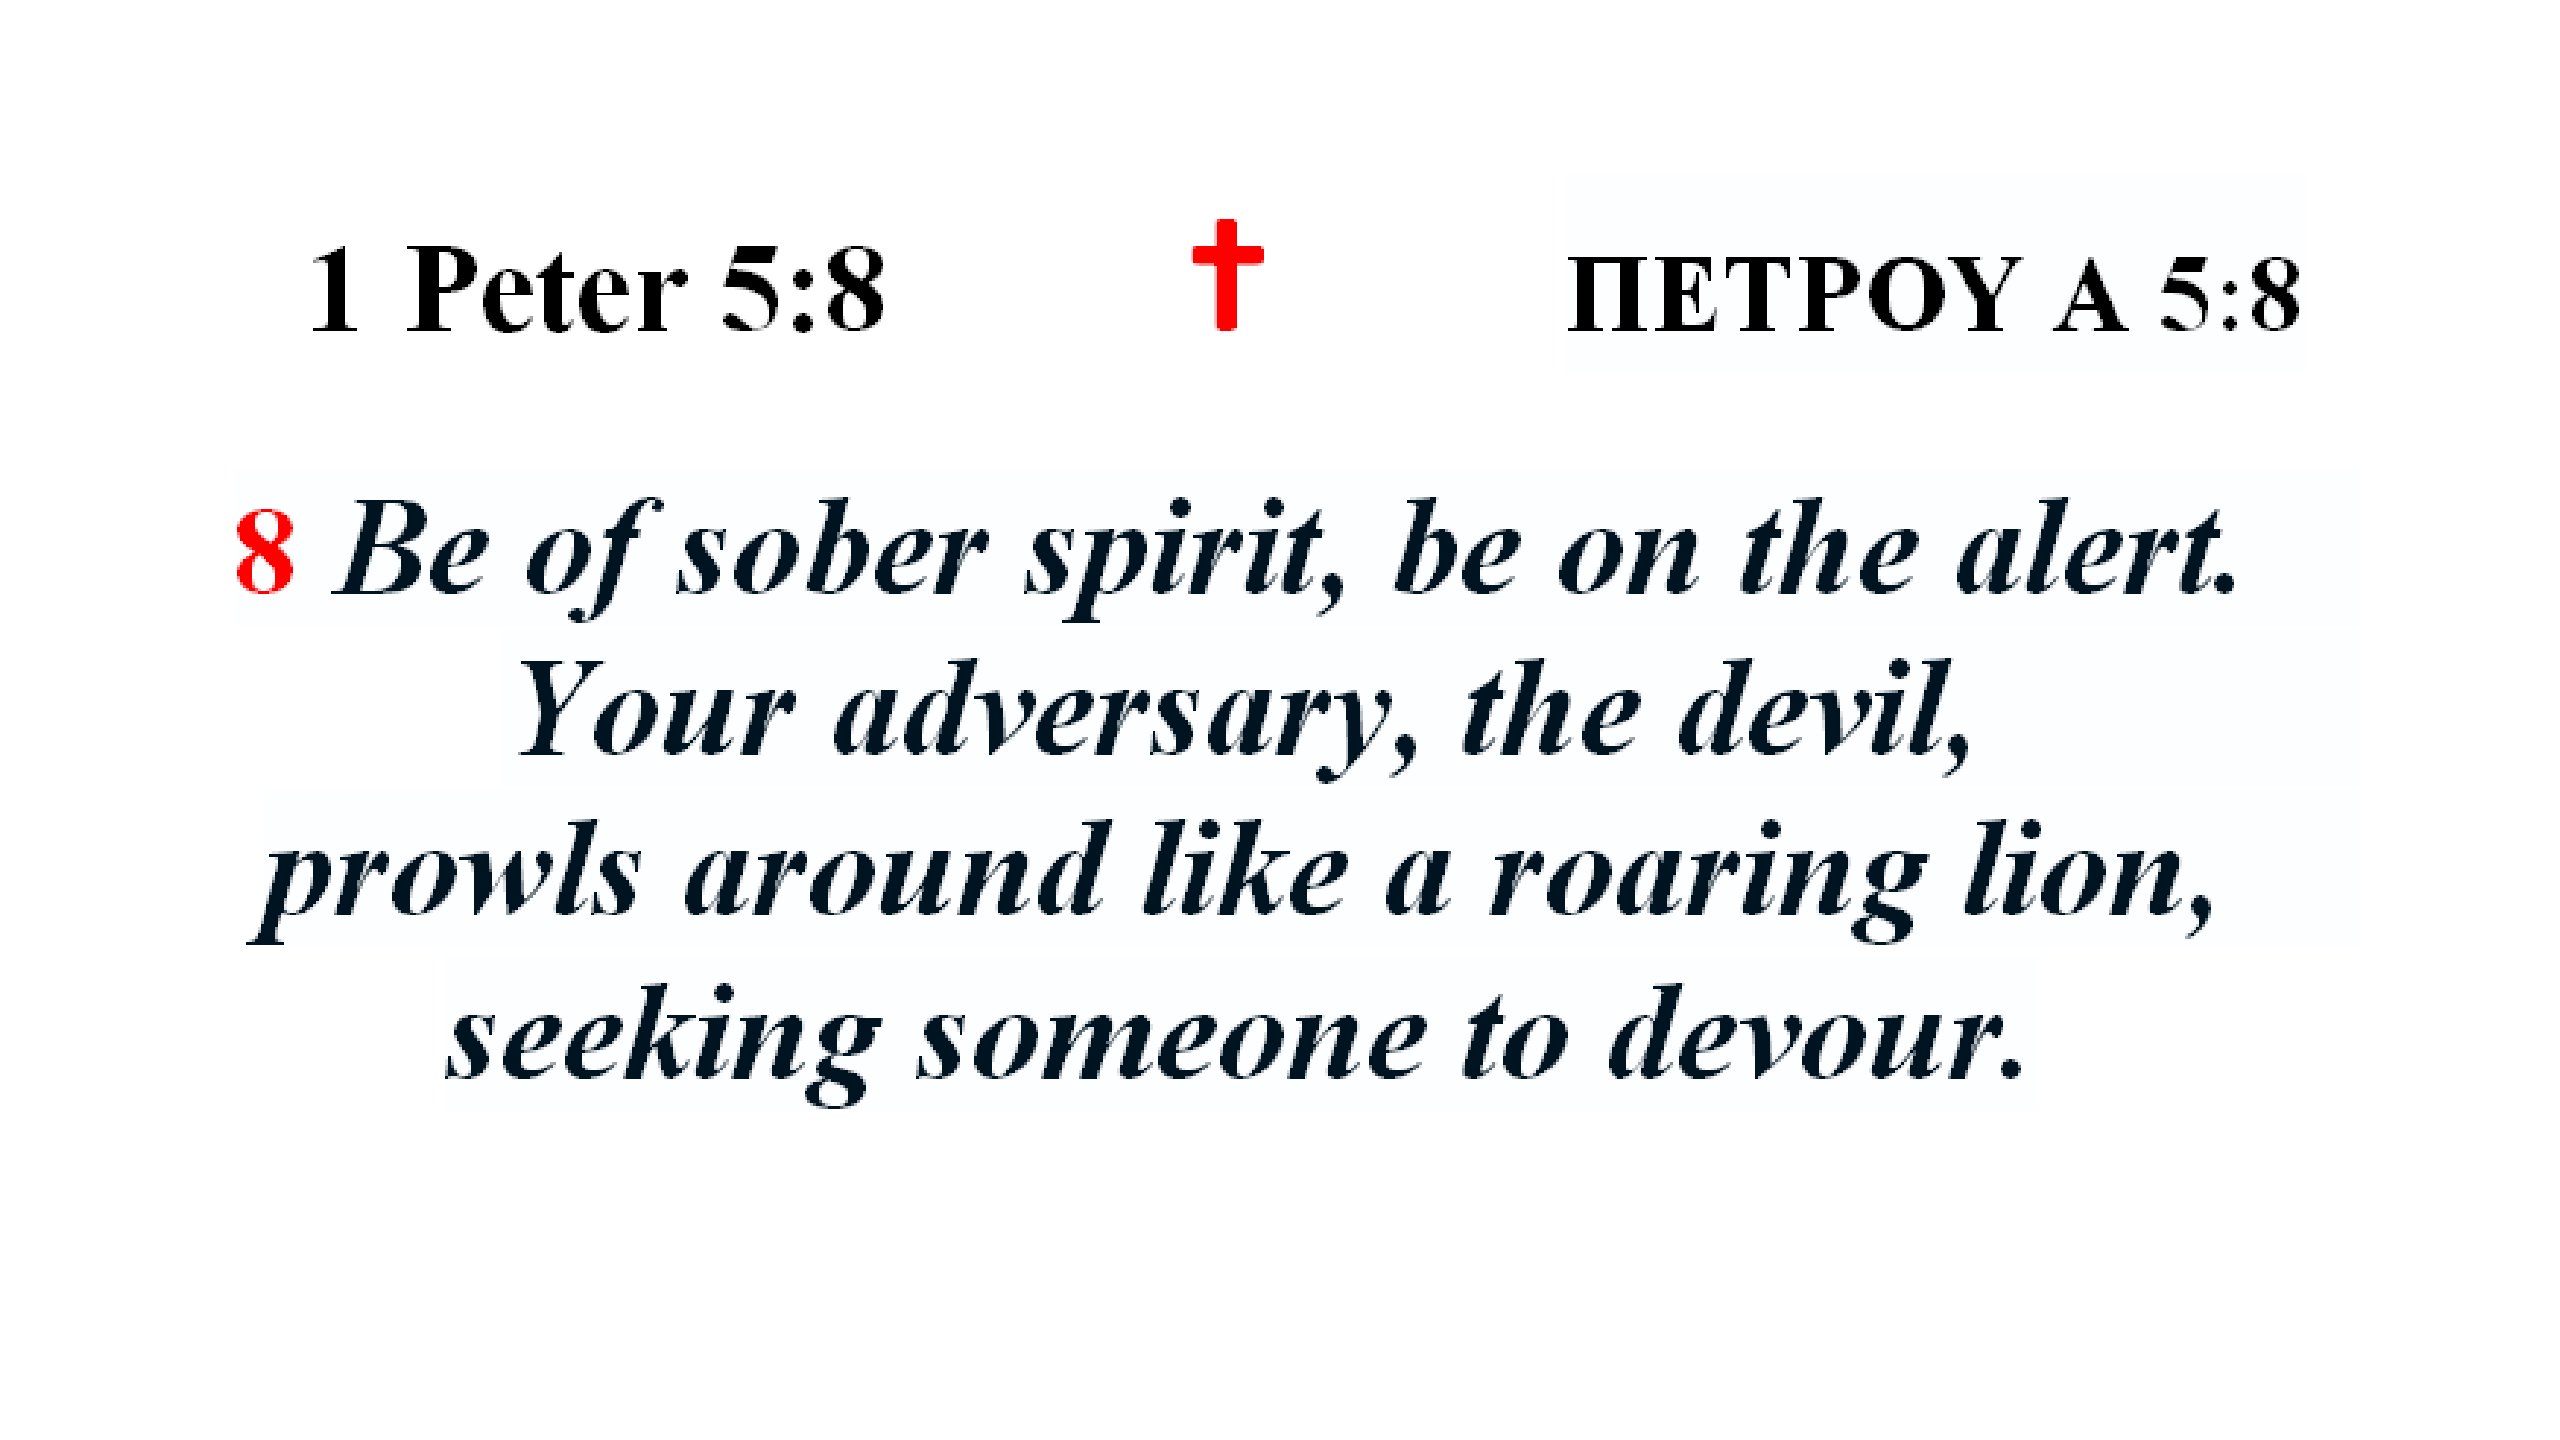 1 Peter 5:8 ✝ ΠΕΤΡΟΥ Α 5:8
8 Be of sober spirit, be on the alert.
Your adversary, the devil,
prowls around like a roaring lion,
seeking someone to devour.